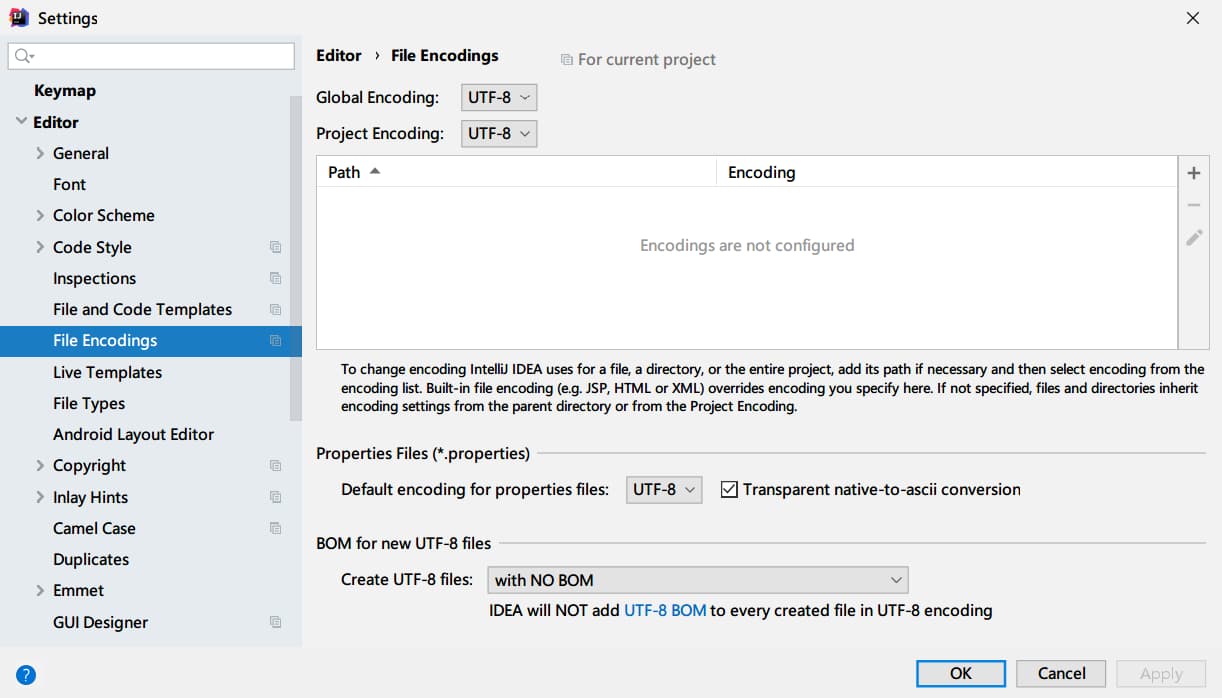 Settings
Keymap
Editor
General
Font
Color Scheme
Code Style
Inspections
File and Code Templates
File Encodings
Live Templates
File Types
Android Layout Editor
Copyright
Inlay Hints
Camel Case
Duplicates
Emmet
GUI Designer
Editor › File Encodings For current project
Global Encoding: UTF-8
Project Encoding: UTF-8
Path Encoding
Encodings are not configured
To change encoding IntelliJ IDEA uses for a file, a directory, or the entire project, add its path if necessary and then select encoding from the
encoding list. Built-in file encoding (e.g. JSP, HTML or XML) overrides encoding you specify here. If not specified, files and directories inherit
encoding settings from the parent directory or from the Project Encoding.
Properties Files (*.properties)
Default encoding for properties files: UTF-8 Transparent native-to-ascii conversion
BOM for new UTF-8 files
Create UTF-8 files: with NO BOM
IDEA will NOT add UTF-8 BOM to every created file in UTF-8 encoding
? OK Cancel Apply